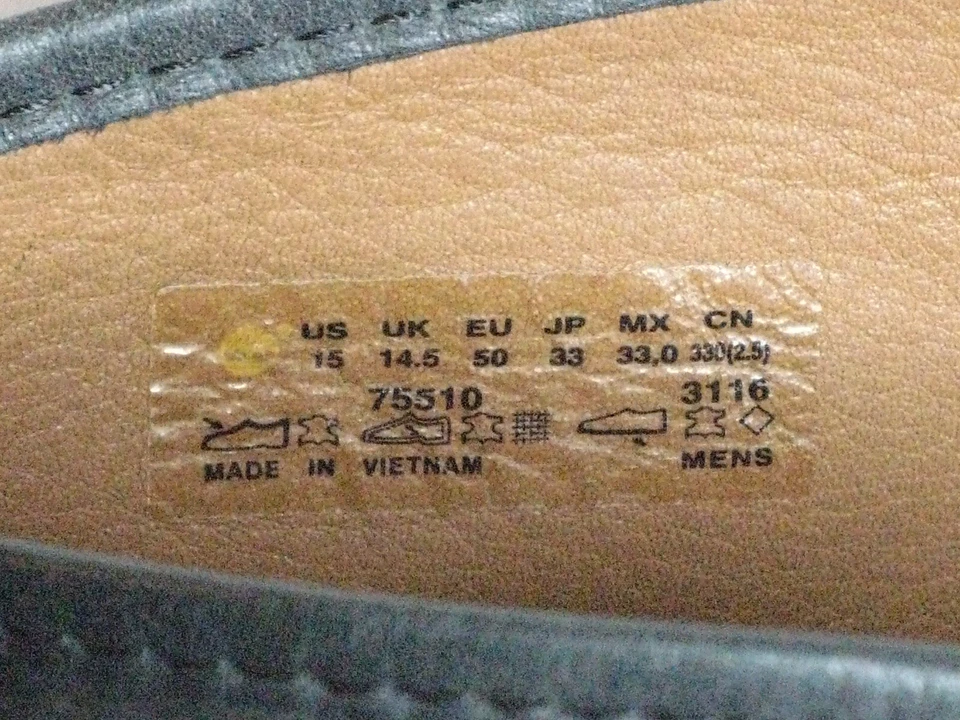 US UK EU JP MX CN
15 14.5 50 33 33,0 330(2.5)
75510 3116
MADE IN VIETNAM MENS